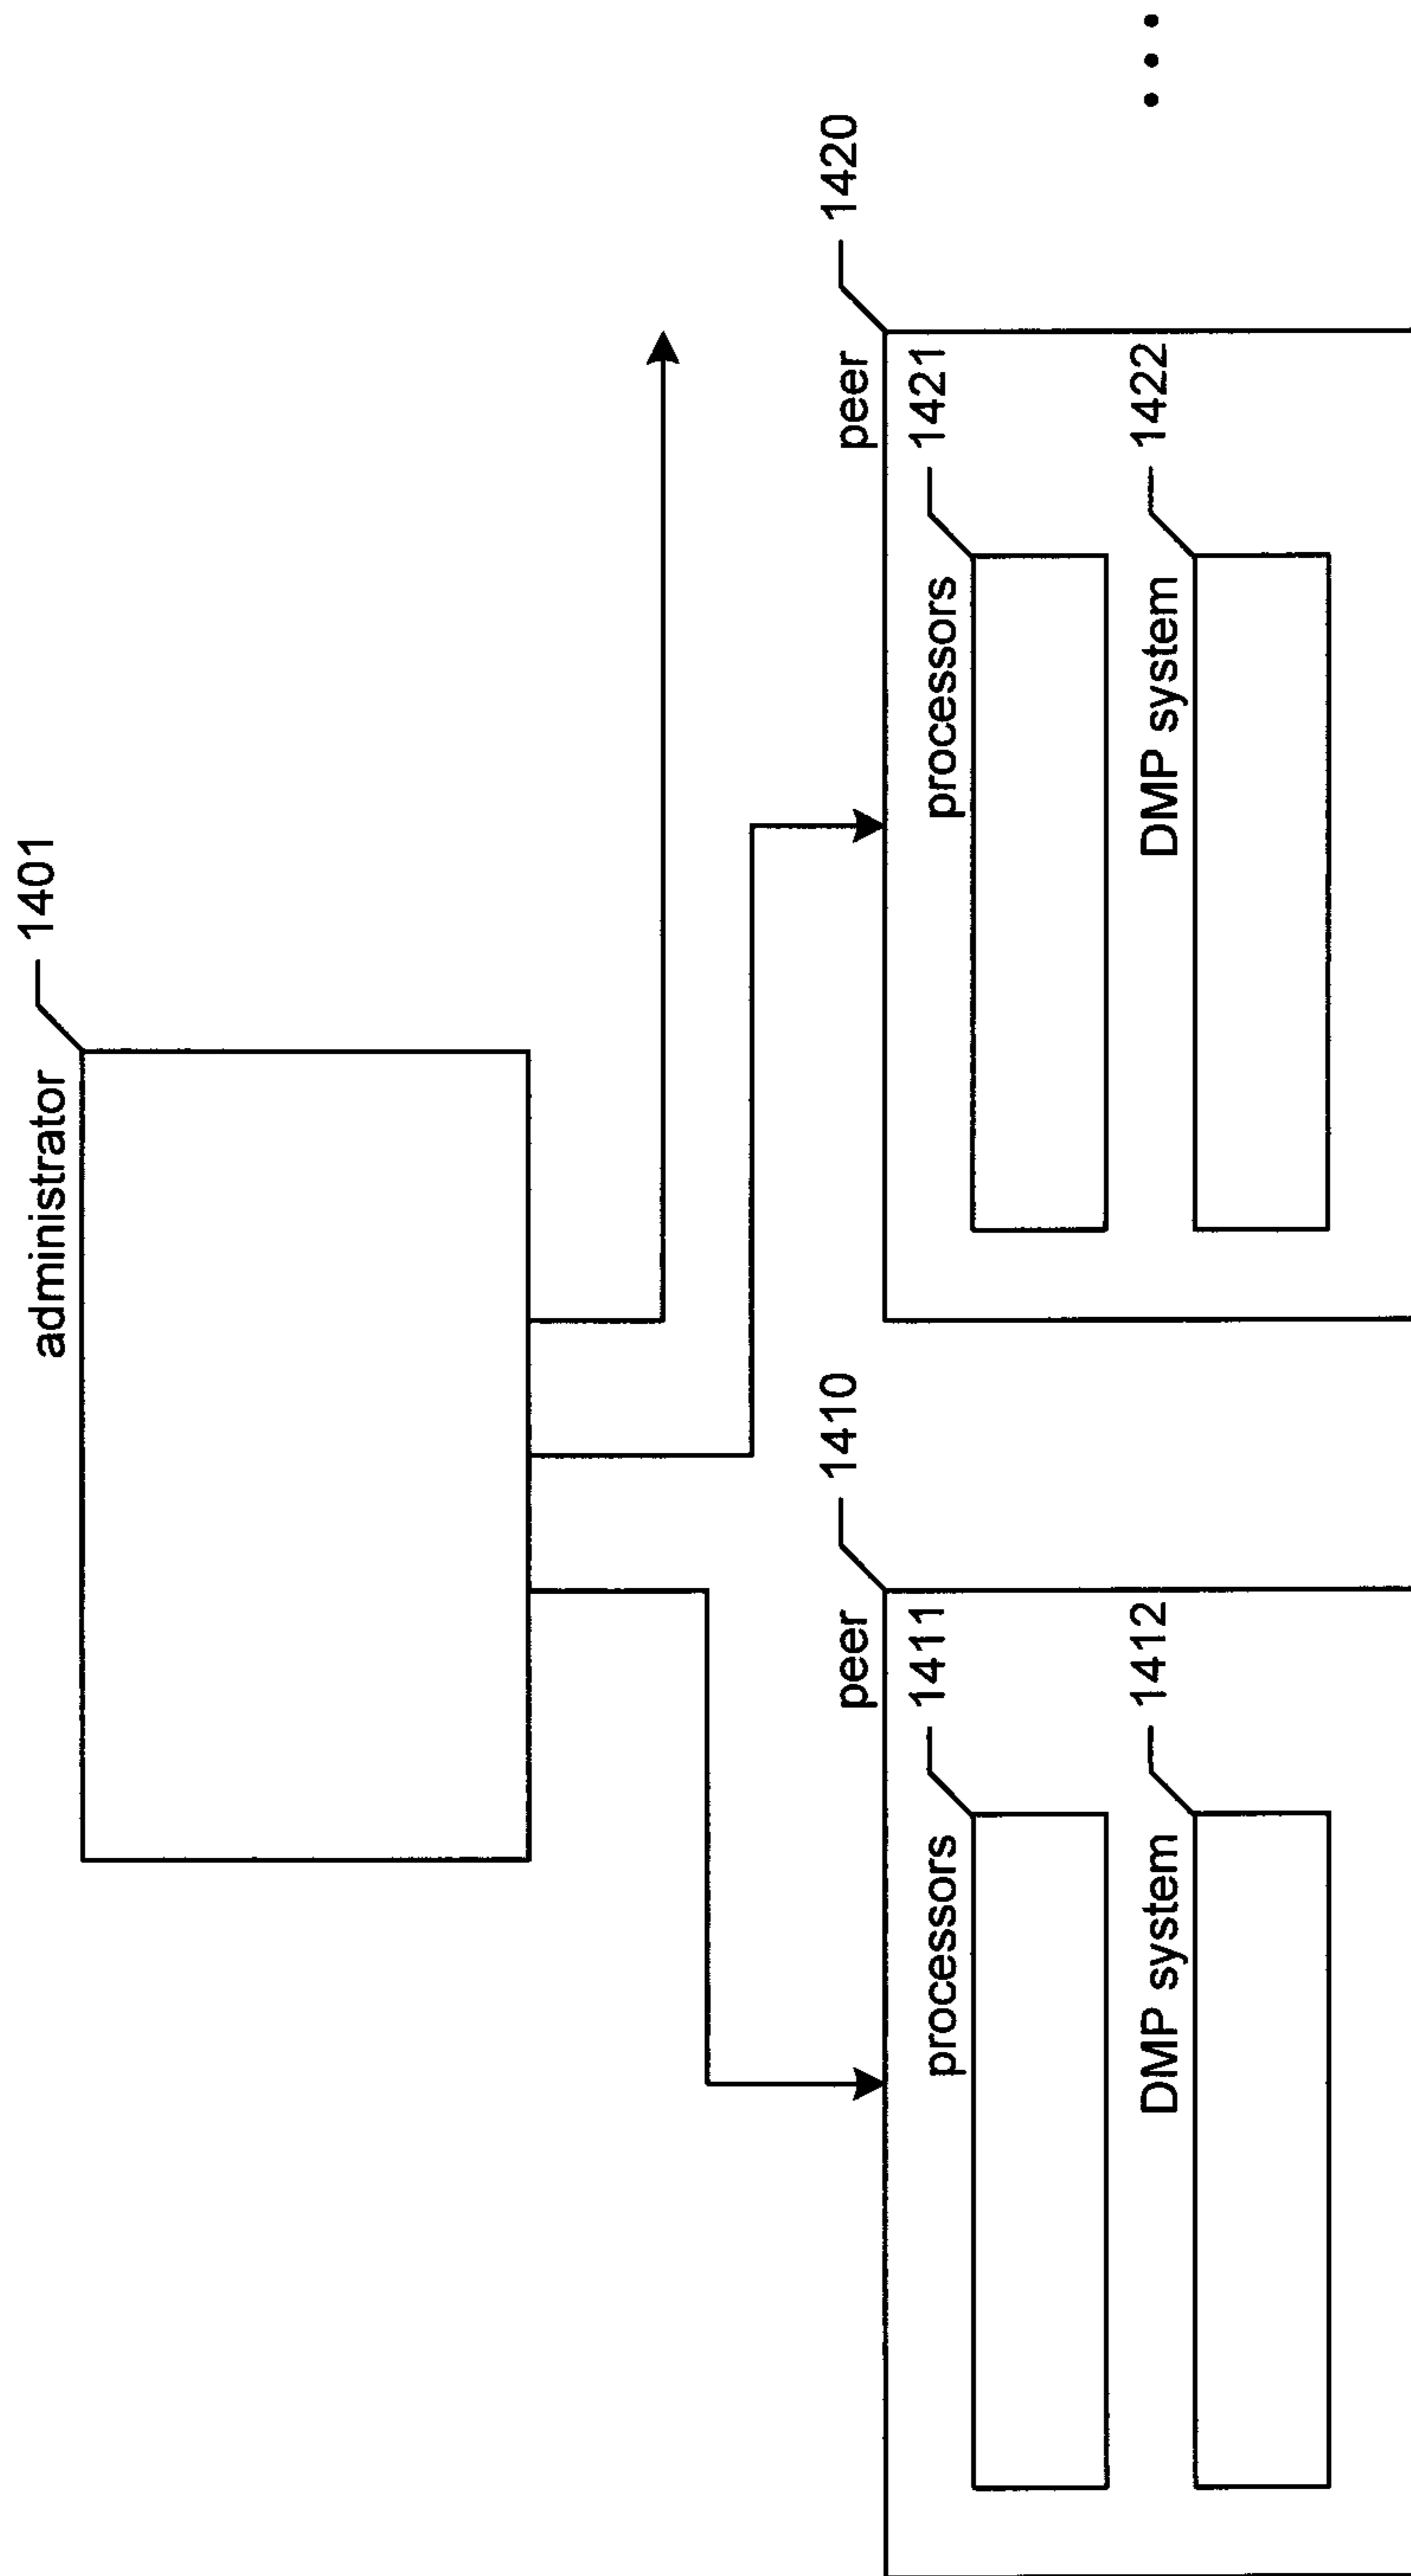 administrator
1401
peer
1410
processors
1411
DMP system
1412
peer
1420
processors
1421
DMP system
1422